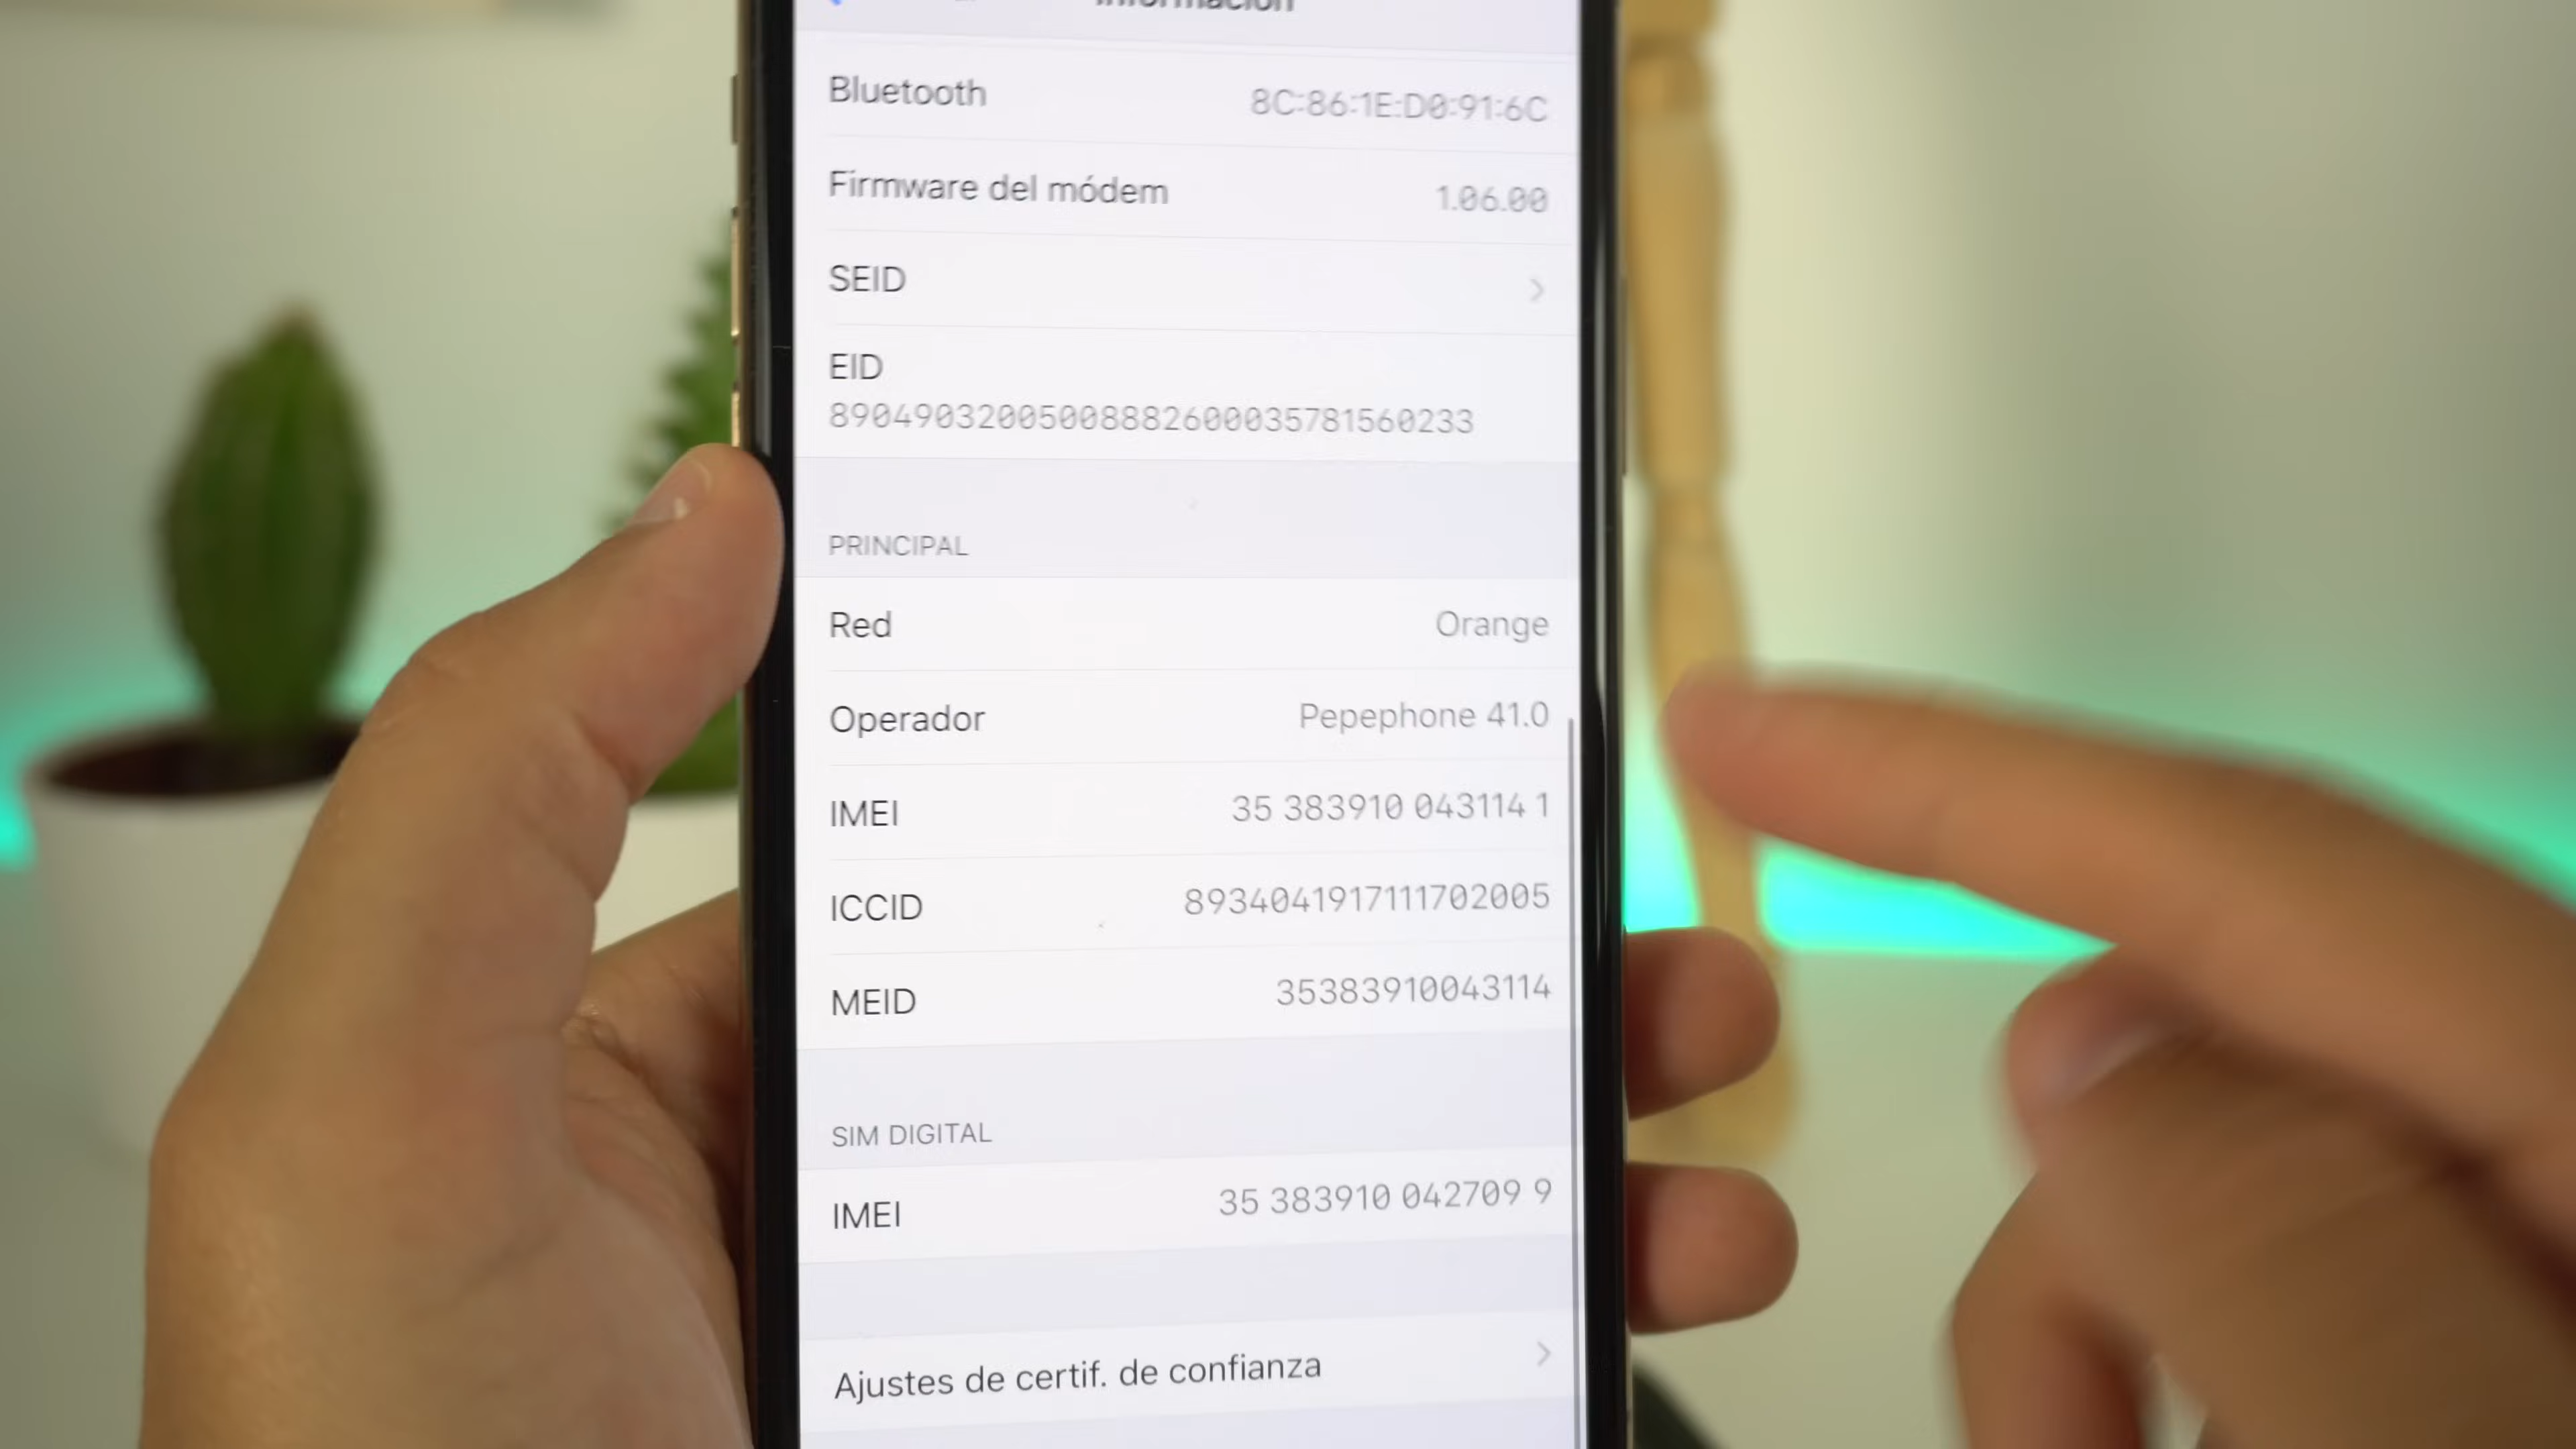 Información
Bluetooth 8C:86:1E:D0:91:6C
Firmware del módem 1.06.00
SEID
EID
89049032005008882600035781560233
PRINCIPAL
Red Orange
Operador Pepephone 41.0
IMEI 35 383910 043114 1
ICCID 8934041917111702005
MEID 35383910043114
SIM DIGITAL
IMEI 35 383910 042709 9
Ajustes de certif. de confianza